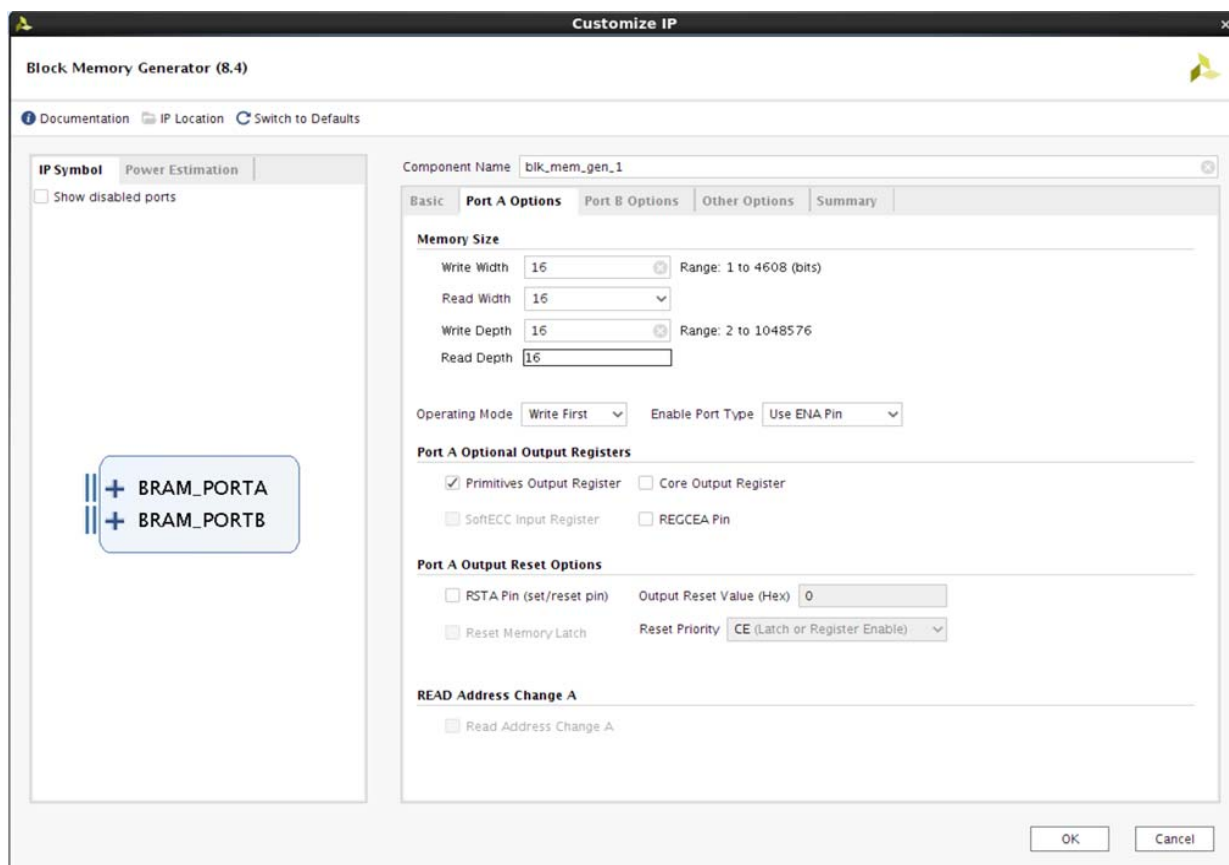 Customize IP
Block Memory Generator (8.4)
Documentation IP Location Switch to Defaults
IP Symbol Power Estimation
Show disabled ports
BRAM_PORTA
BRAM_PORTB
Component Name blk_mem_gen_1
Basic Port A Options Port B Options Other Options Summary
Memory Size
Write Width 16 Range: 1 to 4608 (bits)
Read Width 16
Write Depth 16 Range: 2 to 1048576
Read Depth 16
Operating Mode Write First Enable Port Type Use ENA Pin
Port A Optional Output Registers
Primitives Output Register Core Output Register
SoftECC Input Register REGCEA Pin
Port A Output Reset Options
RSTA Pin (set/reset pin) Output Reset Value (Hex) 0
Reset Memory Latch Reset Priority CE (Latch or Register Enable)
READ Address Change A
Read Address Change A
OK Cancel